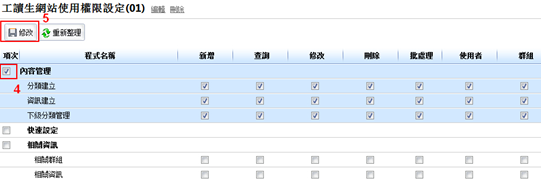 工讀生網站使用權限設定(01) 編輯 刪除
5
修改 重新整理
項次 程式名稱 新增 查詢 修改 刪除 批處理 使用者 群組
內容管理
4
分類建立
資訊建立
下級分類管理
快速設定
相關資訊
相關群組
相關資訊